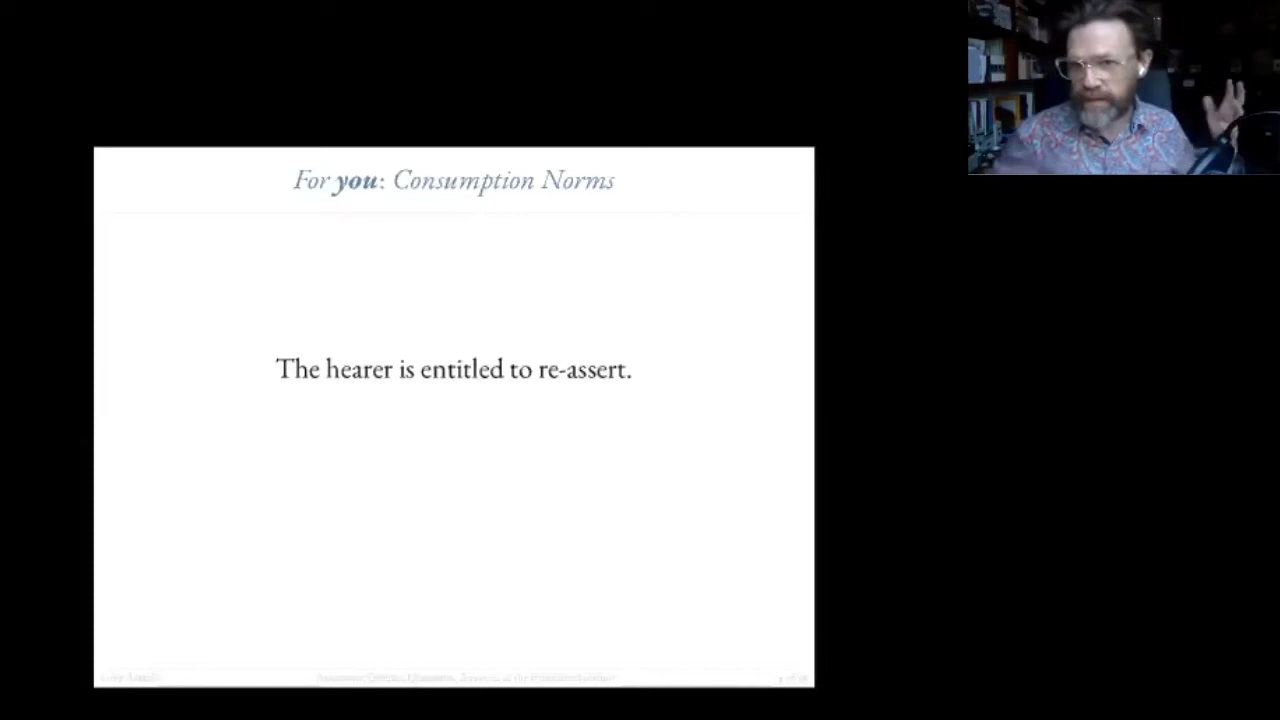 For you: Consumption Norms
The hearer is entitled to re-assert.